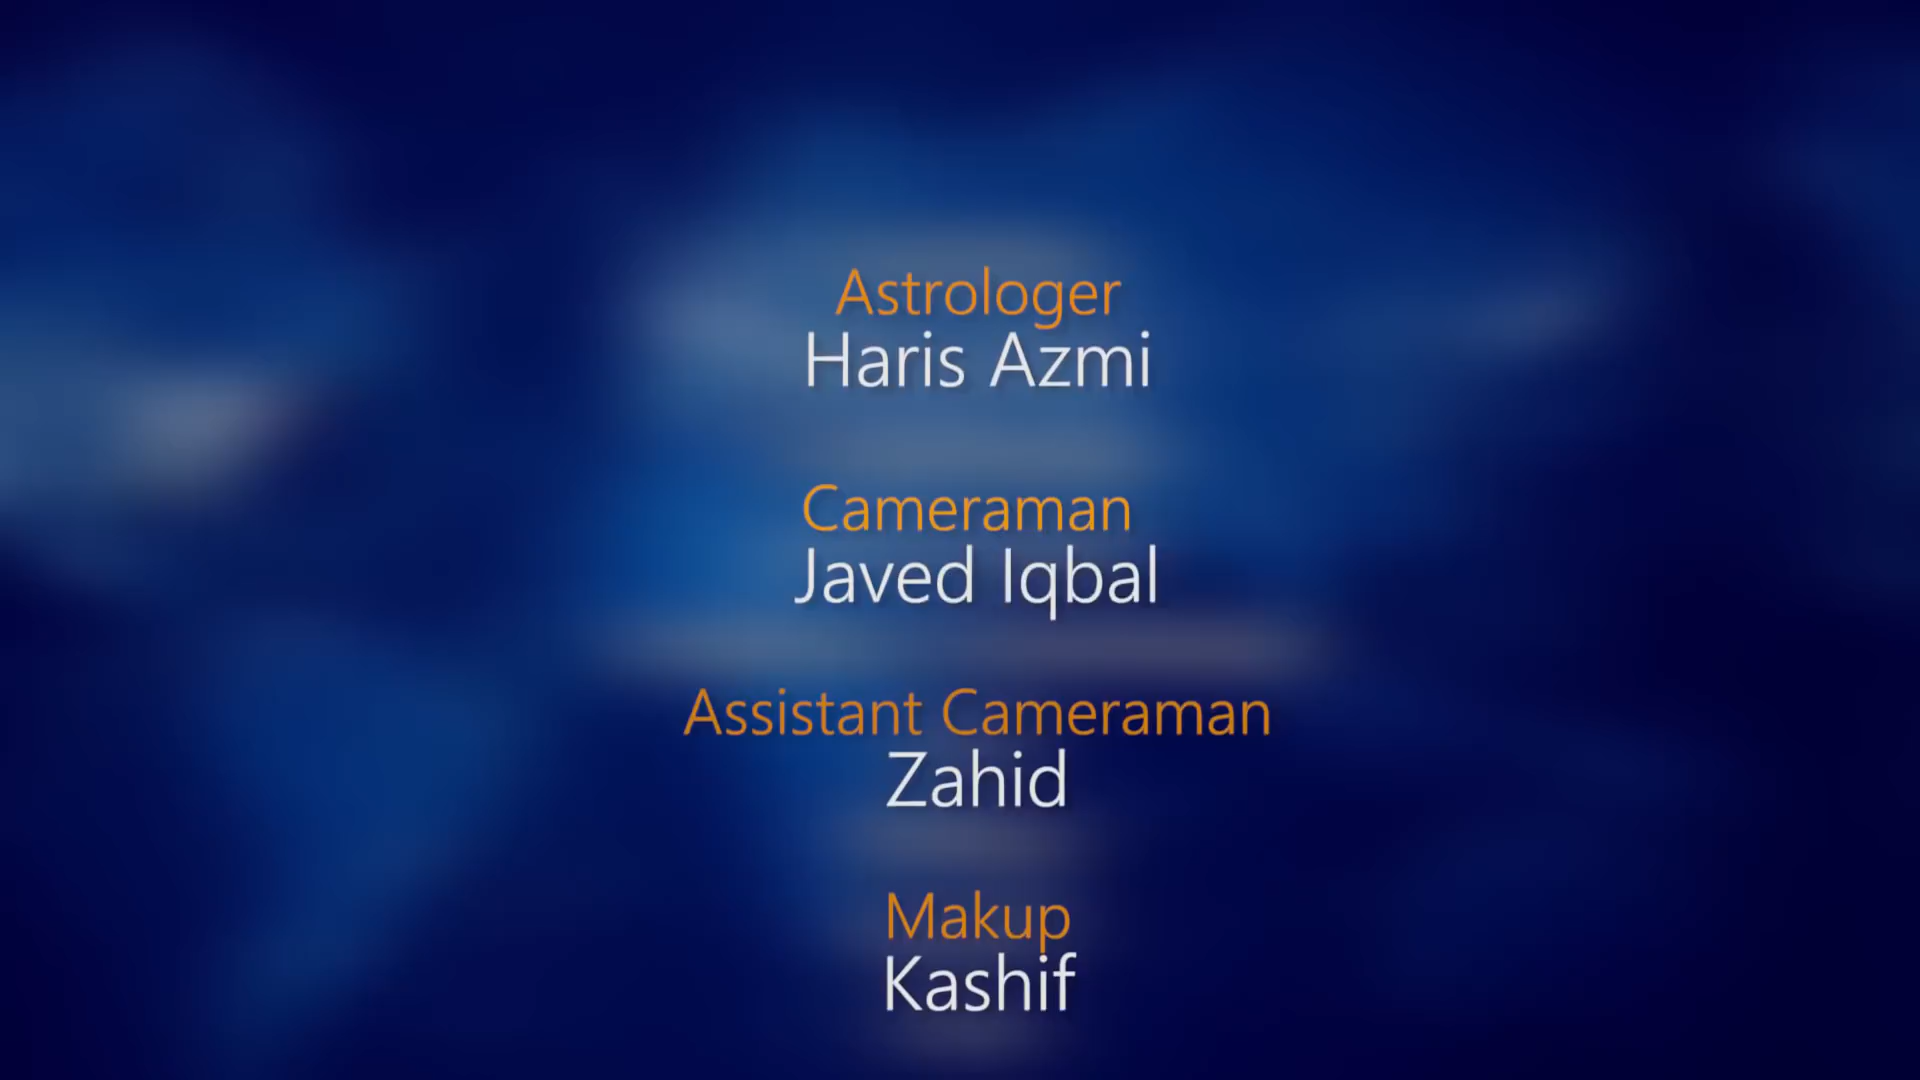 Astrologer
Haris Azmi
Cameraman
Javed Iqbal
Assistant Cameraman
Zahid
Makup
Kashif